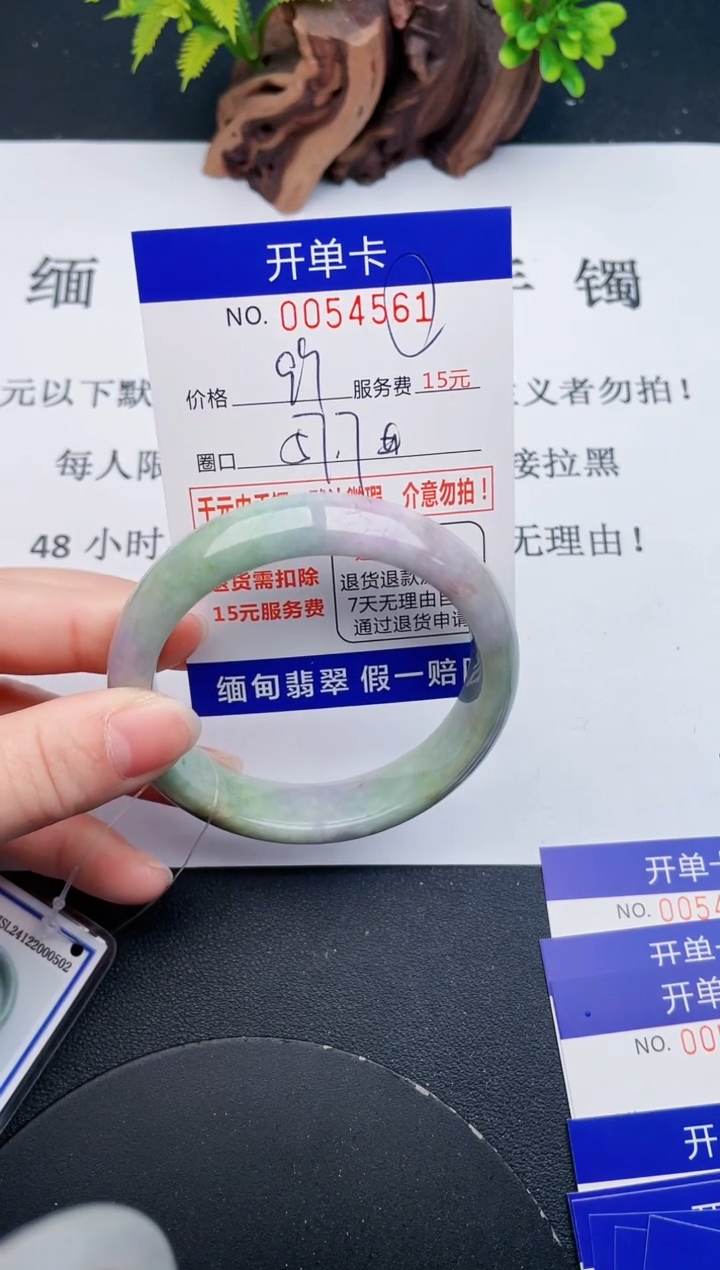 开单卡
NO. 0054561
缅
镯
价格
服务费 15元
元以下默
义者勿拍！
圈口 57.7
每人限
接拉黑
介意勿拍！
48 小时
无理由！
退货需扣除
15元服务费
退货退款
7天无理由
通过退货申请
缅甸翡翠 假一赔
SL24122000502
开单
NO. 0054
开单
开单
NO. 00
开